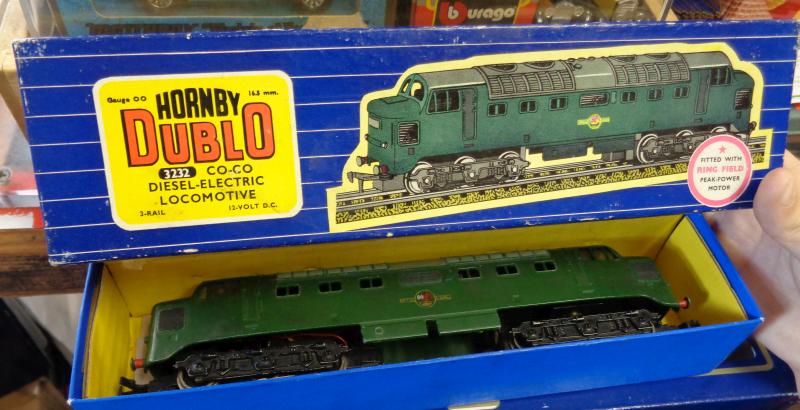 burago
Gauge OO 16.5 mm.
HORNBY
DUBLO
3232 CO-CO
DIESEL-ELECTRIC
LOCOMOTIVE
3-RAIL 12-VOLT D.C.
FITTED WITH
RING FIELD
PEAK-POWER
MOTOR